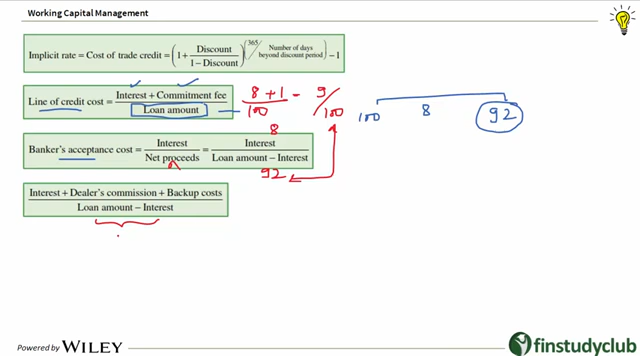 Working Capital Management
Implicit rate = Cost of trade credit = (1 + Discount / 1 − Discount)^(365 / Number of days beyond discount period) − 1
Line of credit cost = Interest + Commitment fee / Loan amount
8 + 1 / 100 = 9 / 100
100 8 92
Banker's acceptance cost = Interest / Net proceeds = Interest / Loan amount − Interest
8
92
Interest + Dealer's commission + Backup costs / Loan amount − Interest
Powered by WILEY
finstudyclub